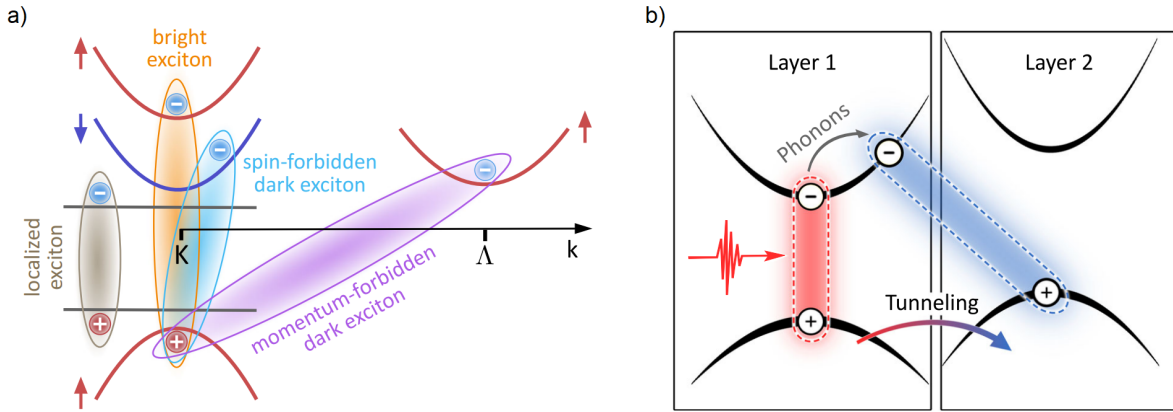 a)
bright
exciton
spin-forbidden
dark exciton
localized
exciton
K
Λ
k
momentum-forbidden
dark exciton
b)
Layer 1
Layer 2
Phonons
Tunneling